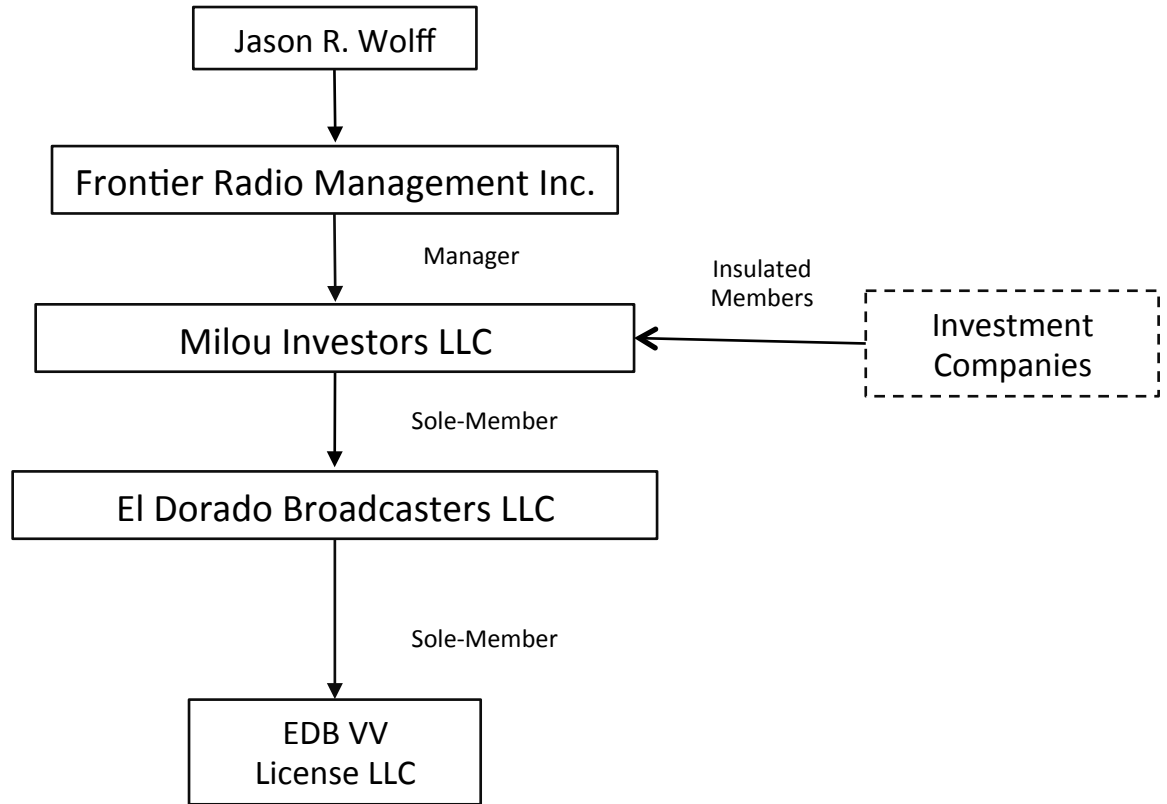 Jason R. Wolff
Frontier Radio Management Inc.
Manager
Insulated
Members
Milou Investors LLC
Investment
Companies
Sole-Member
El Dorado Broadcasters LLC
Sole-Member
EDB VV
License LLC